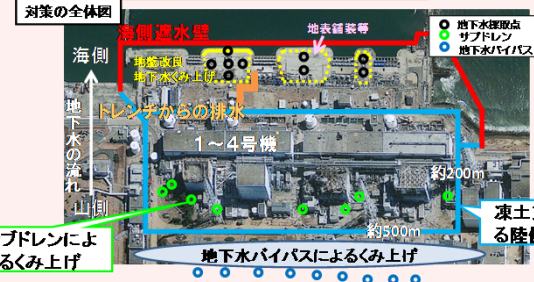 対策の全体図
海側遮水壁
地下水採取点
サブドレン
地下水バイパス
海側
地盤改良
地下水くみ上げ
地表舗装等
トレンチからの排水
地下水の流れ
1～4号機
約200m
山側
約500m
ブドレンによ
るくみ上げ
凍土
る陸側
地下水バイパスによるくみ上げ